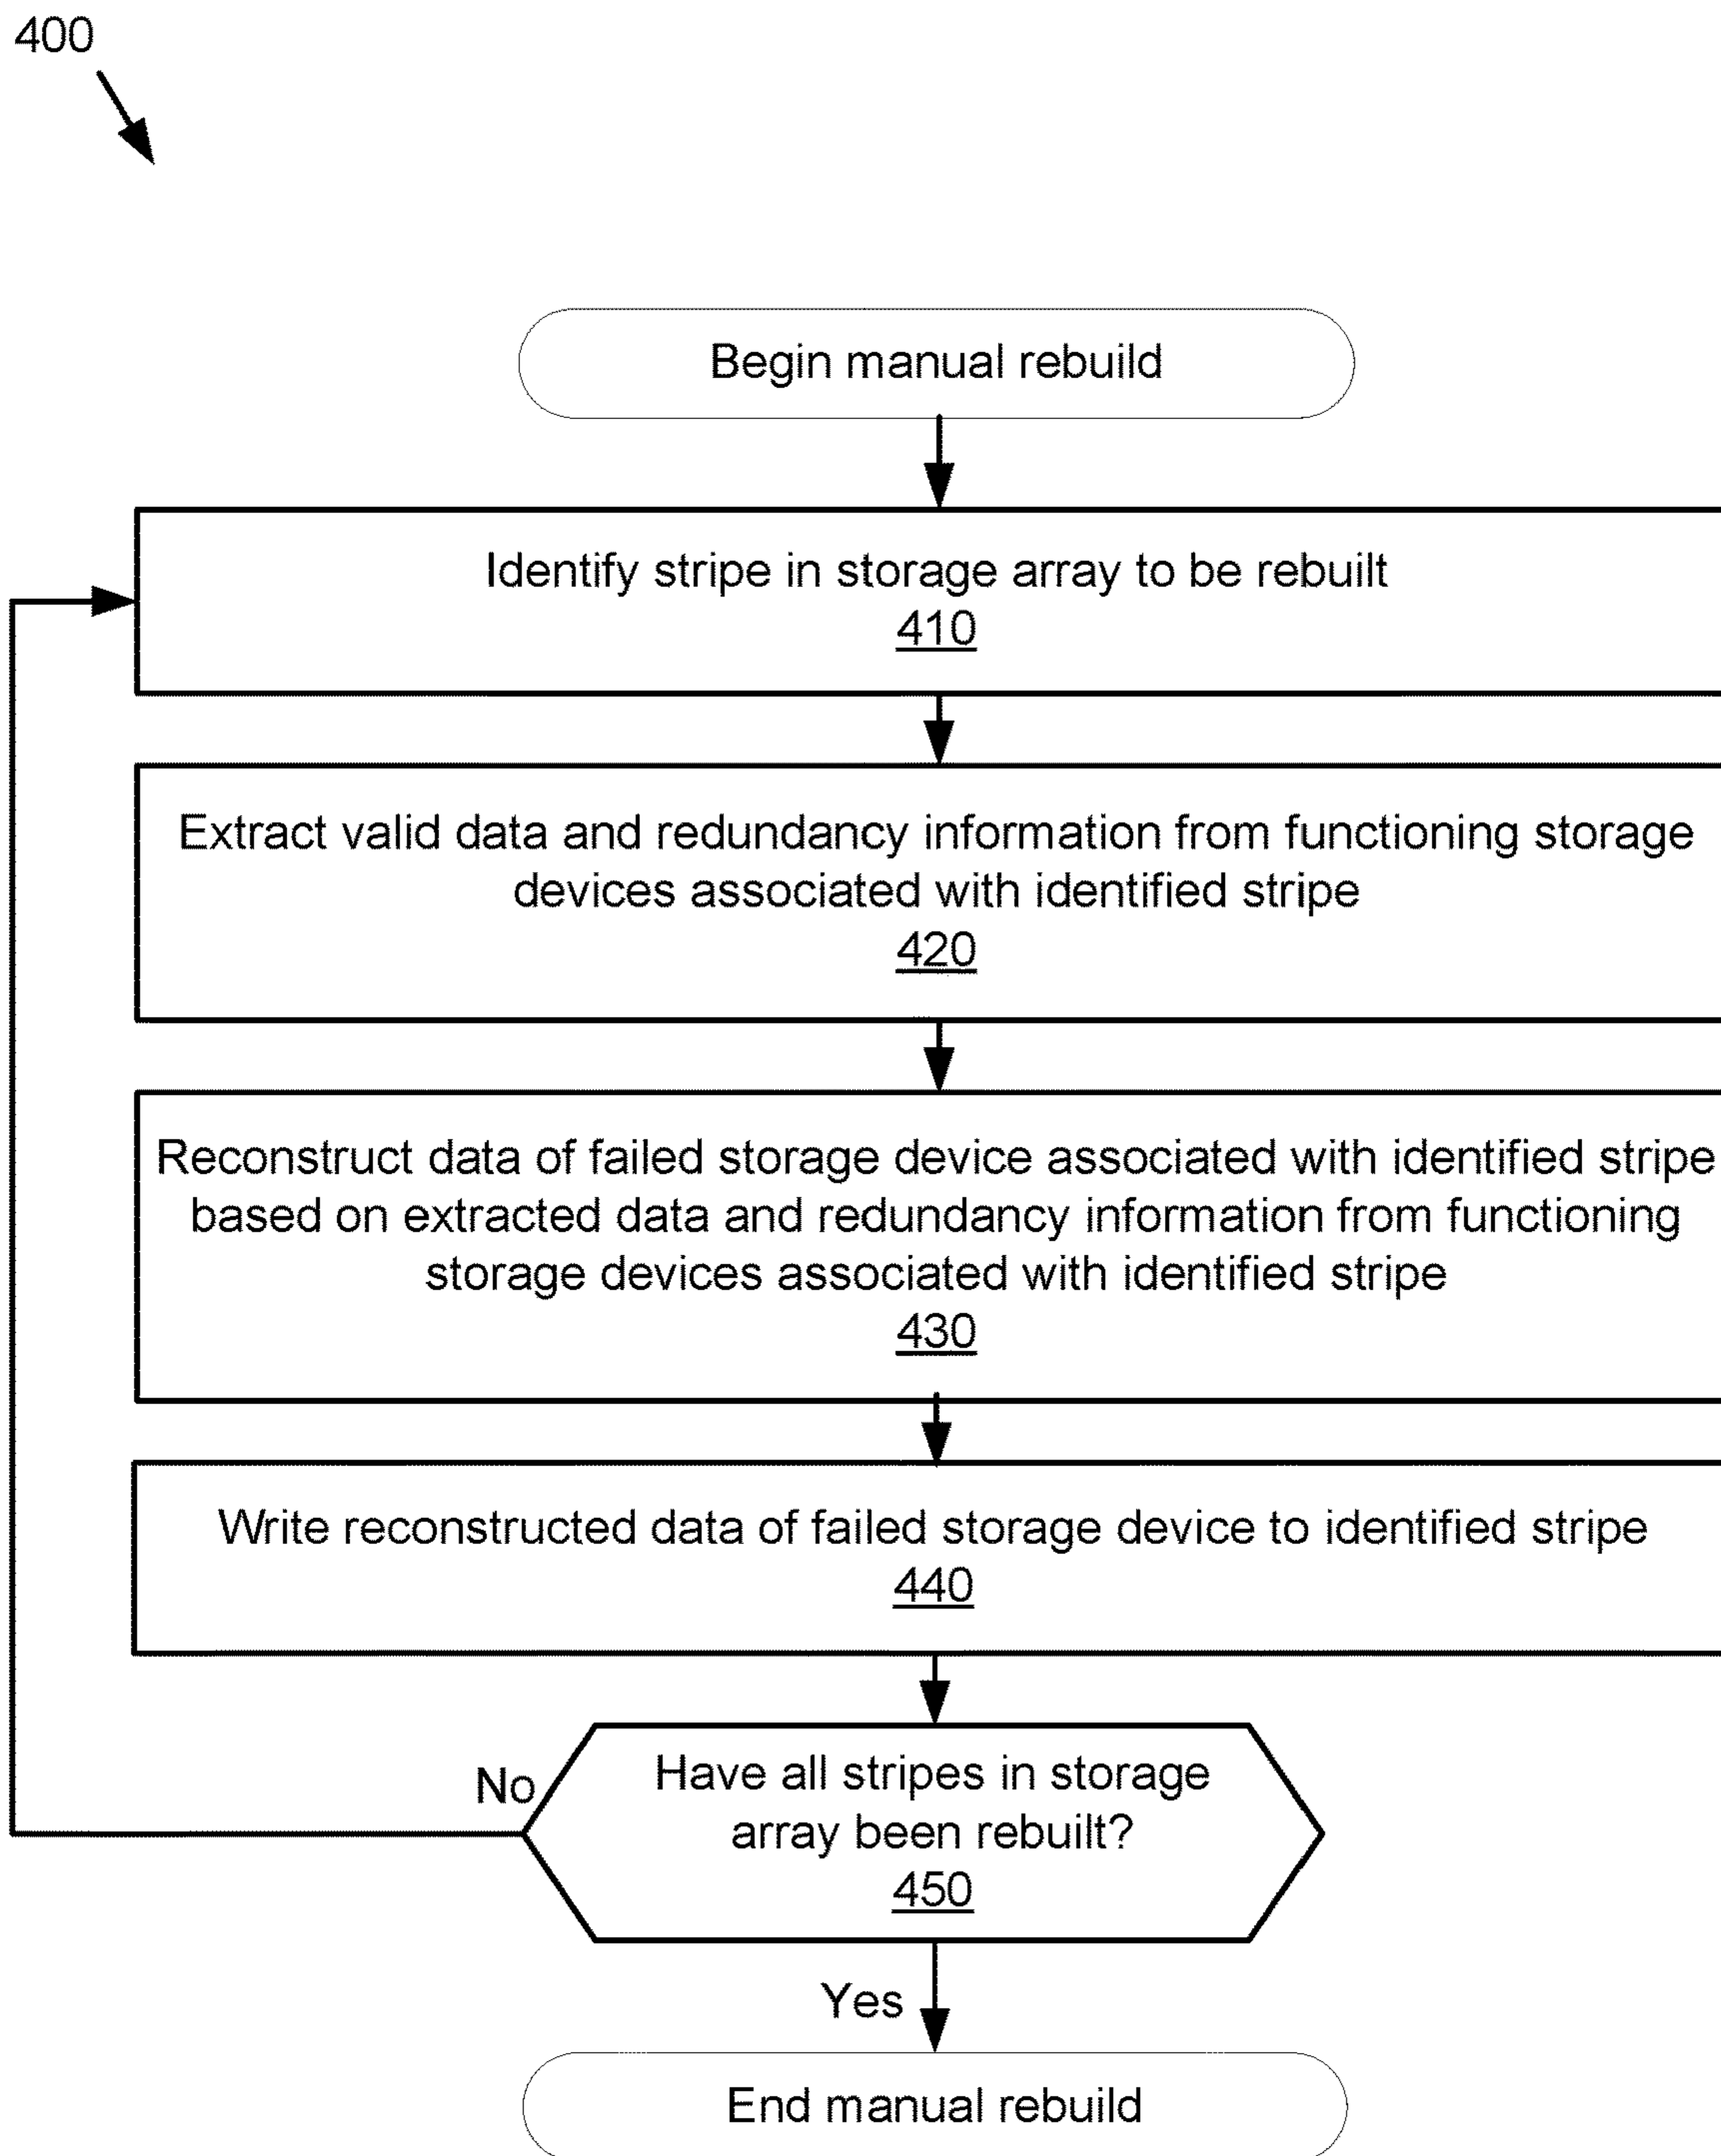 400
Begin manual rebuild
Identify stripe in storage array to be rebuilt
410
Extract valid data and redundancy information from functioning storage
devices associated with identified stripe
420
Reconstruct data of failed storage device associated with identified stripe
based on extracted data and redundancy information from functioning
storage devices associated with identified stripe
430
Write reconstructed data of failed storage device to identified stripe
440
Have all stripes in storage
array been rebuilt?
450
No
Yes
End manual rebuild